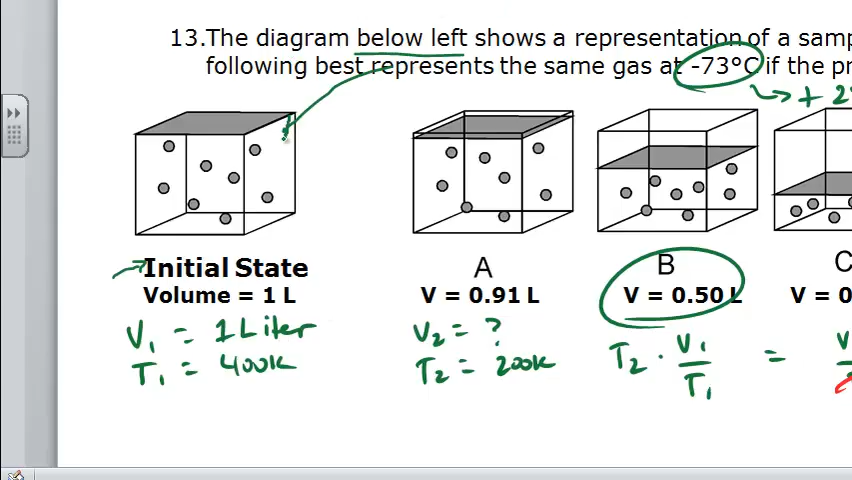 13.The diagram below left shows a representation of a samp
following best represents the same gas at -73°C if the pr
+ 2
Initial State A B C
Volume = 1 L V = 0.91 L V = 0.50 L V = 0
V₁ = 1 Liter V₂ = ? T₂ · V₁/T₁ = V
T₁ = 400K T₂ = 200K